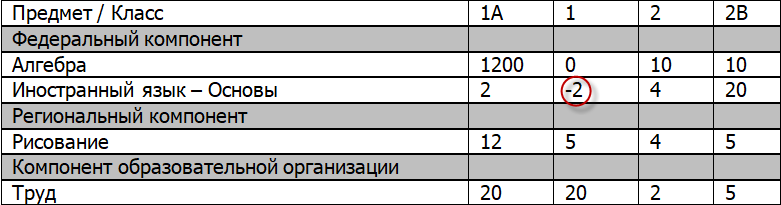 Предмет / Класс 1А 1 2 2В
Федеральный компонент
Алгебра 1200 0 10 10
Иностранный язык – Основы 2 -2 4 20
Региональный компонент
Рисование 12 5 4 5
Компонент образовательной организации
Труд 20 20 2 5